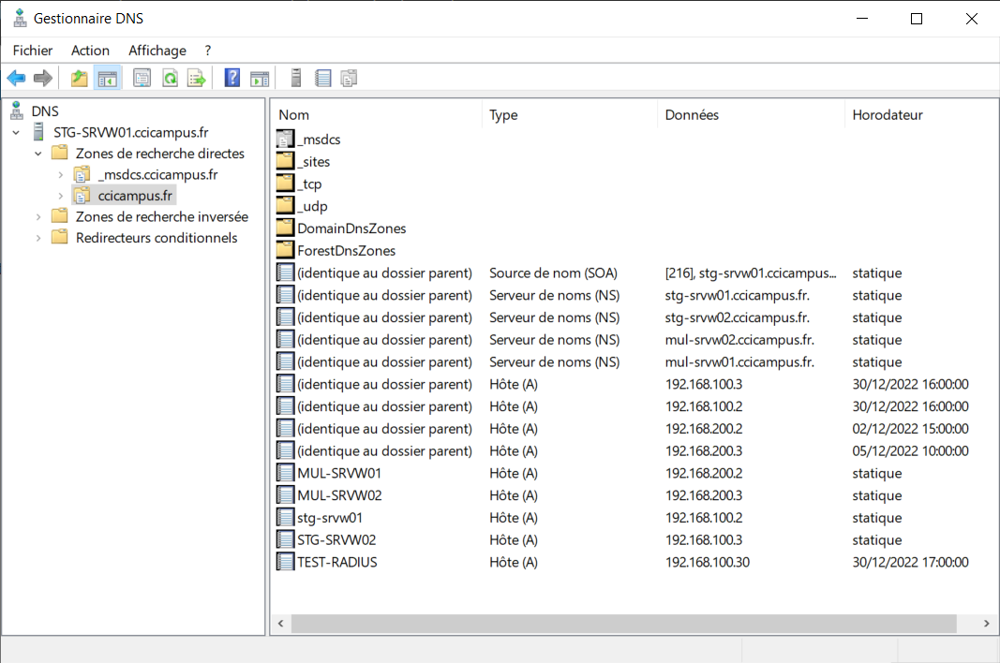 Gestionnaire DNS
Fichier Action Affichage ?
DNS
STG-SRVW01.ccicampus.fr
Zones de recherche directes
_msdcs.ccicampus.fr
ccicampus.fr
Zones de recherche inversée
Redirecteurs conditionnels
Nom Type Données Horodateur
_msdcs
_sites
_tcp
_udp
DomainDnsZones
ForestDnsZones
(identique au dossier parent) Source de nom (SOA) [216], stg-srvw01.ccicampus... statique
(identique au dossier parent) Serveur de noms (NS) stg-srvw01.ccicampus.fr. statique
(identique au dossier parent) Serveur de noms (NS) stg-srvw02.ccicampus.fr. statique
(identique au dossier parent) Serveur de noms (NS) mul-srvw02.ccicampus.fr. statique
(identique au dossier parent) Serveur de noms (NS) mul-srvw01.ccicampus.fr. statique
(identique au dossier parent) Hôte (A) 192.168.100.3 30/12/2022 16:00:00
(identique au dossier parent) Hôte (A) 192.168.100.2 30/12/2022 16:00:00
(identique au dossier parent) Hôte (A) 192.168.200.2 02/12/2022 15:00:00
(identique au dossier parent) Hôte (A) 192.168.200.3 05/12/2022 10:00:00
MUL-SRVW01 Hôte (A) 192.168.200.2 statique
MUL-SRVW02 Hôte (A) 192.168.200.3 statique
stg-srvw01 Hôte (A) 192.168.100.2 statique
STG-SRVW02 Hôte (A) 192.168.100.3 statique
TEST-RADIUS Hôte (A) 192.168.100.30 30/12/2022 17:00:00